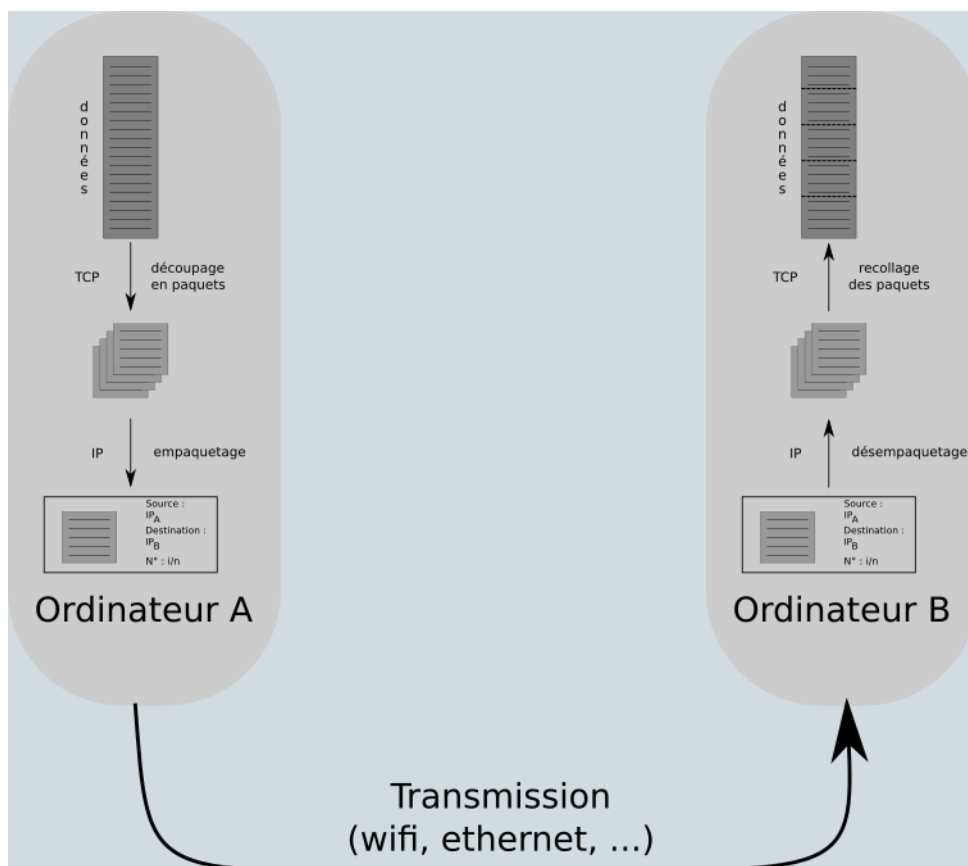 données
TCP
découpage
en paquets
IP
empaquetage
Source :
IPA
Destination :
IPB
N° : i/n
Ordinateur A
données
TCP
recollage
des paquets
IP
désempaquetage
Source :
IPA
Destination :
IPB
N° : i/n
Ordinateur B
Transmission
(wifi, ethernet, ...)